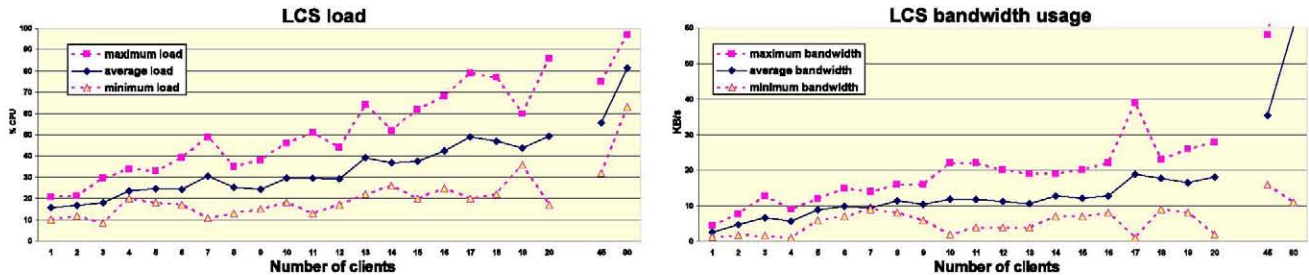 LCS load
100
90
80
70
60
50
40
30
20
10
0
% CPU
maximum load
average load
minimum load
1 2 3 4 5 6 7 8 9 10 11 12 13 14 15 16 17 18 19 20 45 60
Number of clients
LCS bandwidth usage
60
50
40
30
20
10
0
KB/s
maximum bandwidth
average bandwidth
minimum bandwidth
1 2 3 4 5 6 7 8 9 10 11 12 13 14 15 16 17 18 19 20 45 60
Number of clients